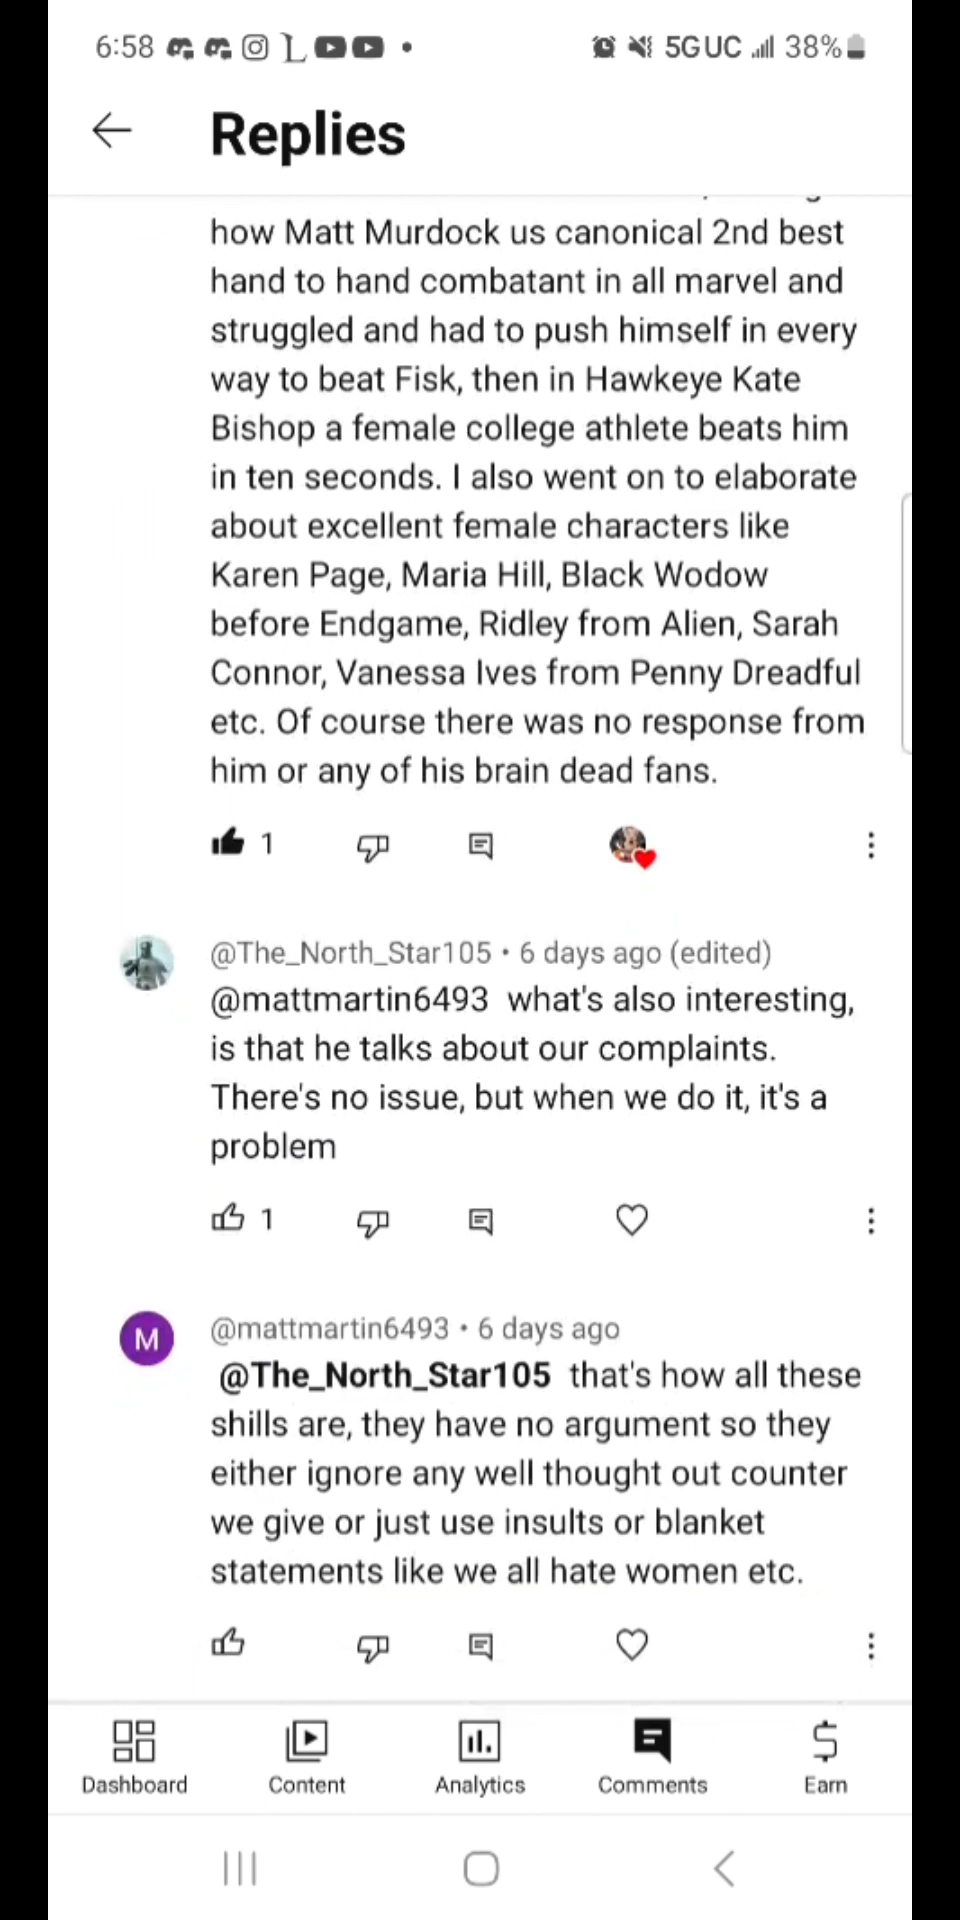 6:58
5G UC 38%
Replies
how Matt Murdock us canonical 2nd best
hand to hand combatant in all marvel and
struggled and had to push himself in every
way to beat Fisk, then in Hawkeye Kate
Bishop a female college athlete beats him
in ten seconds. I also went on to elaborate
about excellent female characters like
Karen Page, Maria Hill, Black Wodow
before Endgame, Ridley from Alien, Sarah
Connor, Vanessa Ives from Penny Dreadful
etc. Of course there was no response from
him or any of his brain dead fans.
1
@The_North_Star105 • 6 days ago (edited)
@mattmartin6493 what's also interesting,
is that he talks about our complaints.
There's no issue, but when we do it, it's a
problem
1
M
@mattmartin6493 • 6 days ago
@The_North_Star105 that's how all these
shills are, they have no argument so they
either ignore any well thought out counter
we give or just use insults or blanket
statements like we all hate women etc.
Dashboard Content Analytics Comments Earn